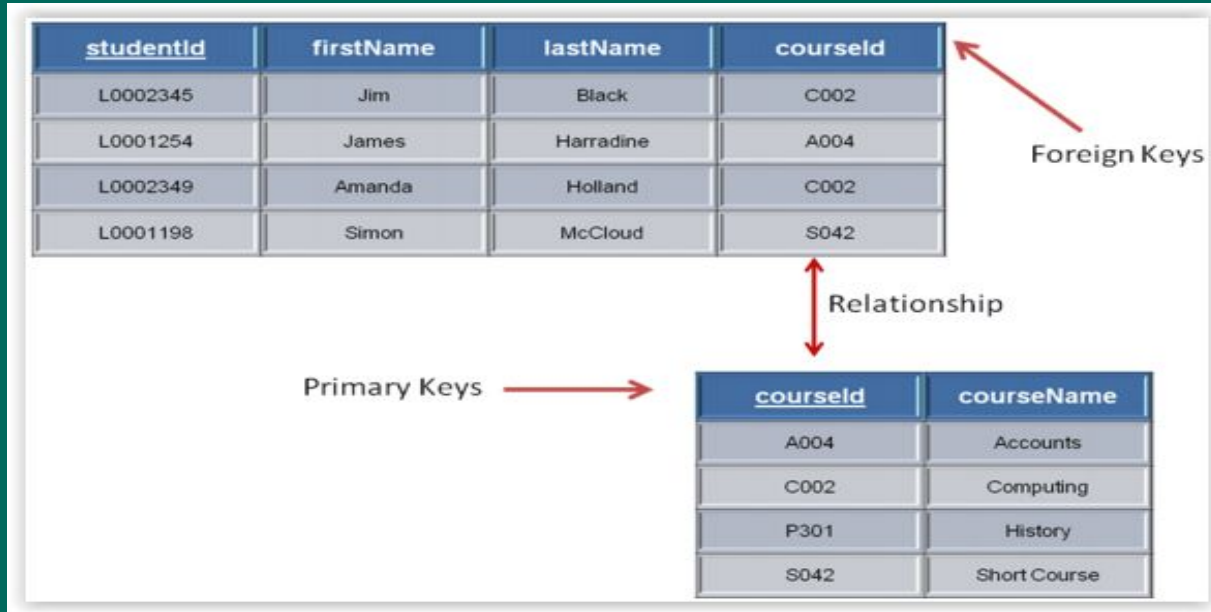 studentId firstName lastName courseId
L0002345 Jim Black C002
L0001254 James Harradine A004
L0002349 Amanda Holland C002
L0001198 Simon McCloud S042
Foreign Keys
Relationship
Primary Keys
courseId courseName
A004 Accounts
C002 Computing
P301 History
S042 Short Course